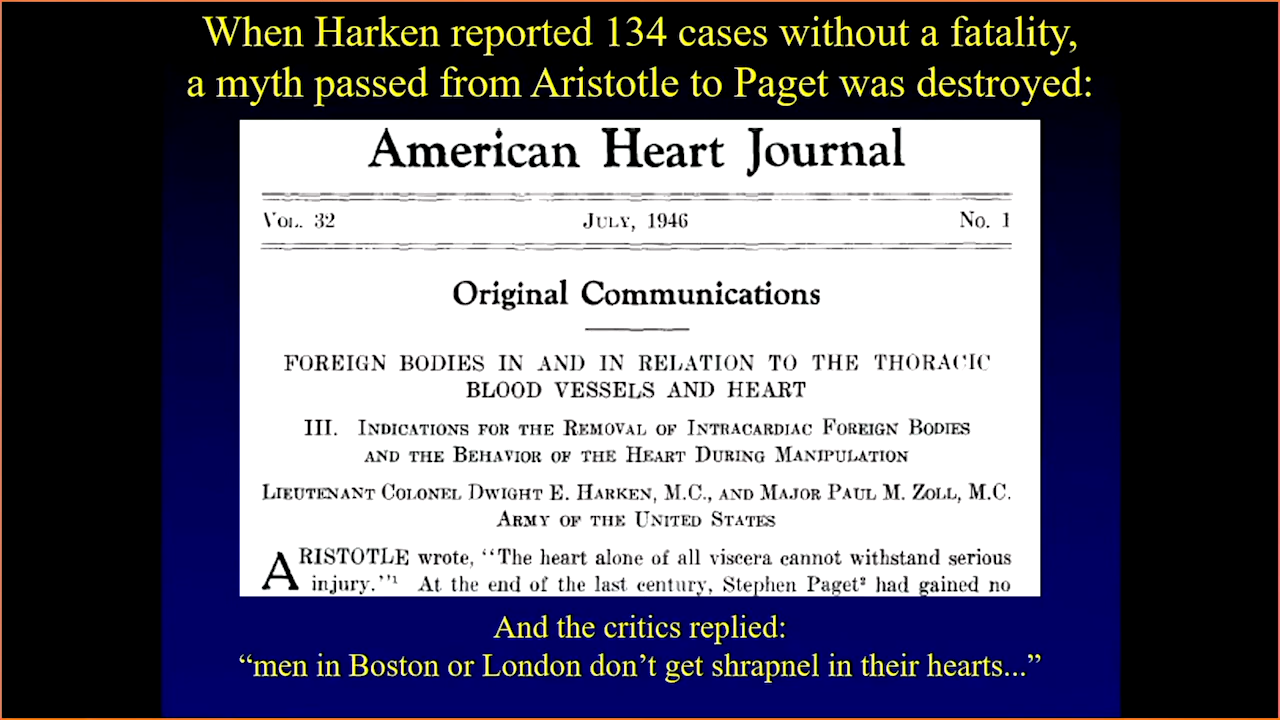 When Harken reported 134 cases without a fatality,
a myth passed from Aristotle to Paget was destroyed:
American Heart Journal
VOL. 32 JULY, 1946 No. 1
Original Communications
FOREIGN BODIES IN AND IN RELATION TO THE THORACIC
BLOOD VESSELS AND HEART
III. INDICATIONS FOR THE REMOVAL OF INTRACARDIAC FOREIGN BODIES
AND THE BEHAVIOR OF THE HEART DURING MANIPULATION
LIEUTENANT COLONEL DWIGHT E. HARKEN, M.C., AND MAJOR PAUL M. ZOLL, M.C.
ARMY OF THE UNITED STATES
ARISTOTLE wrote, “The heart alone of all viscera cannot withstand serious
injury.”¹ At the end of the last century, Stephen Paget² had gained no
And the critics replied:
“men in Boston or London don’t get shrapnel in their hearts...”